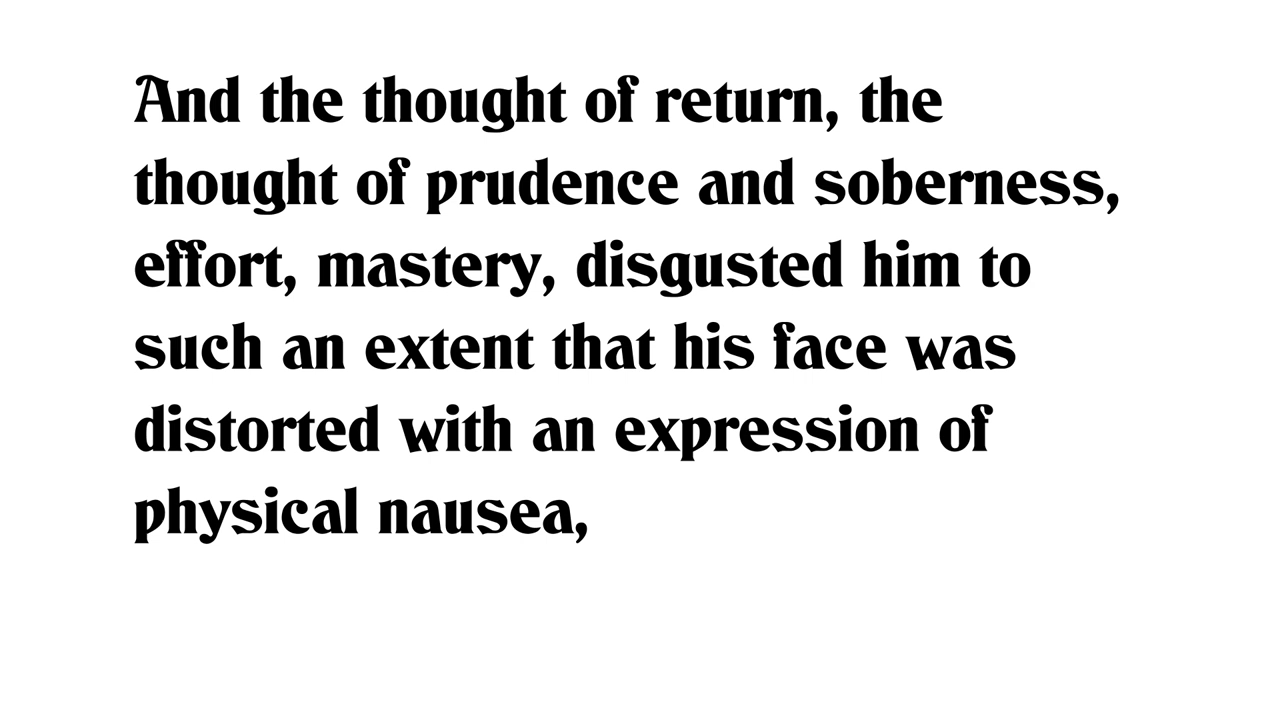 And the thought of return, the
thought of prudence and soberness,
effort, mastery, disgusted him to
such an extent that his face was
distorted with an expression of
physical nausea,